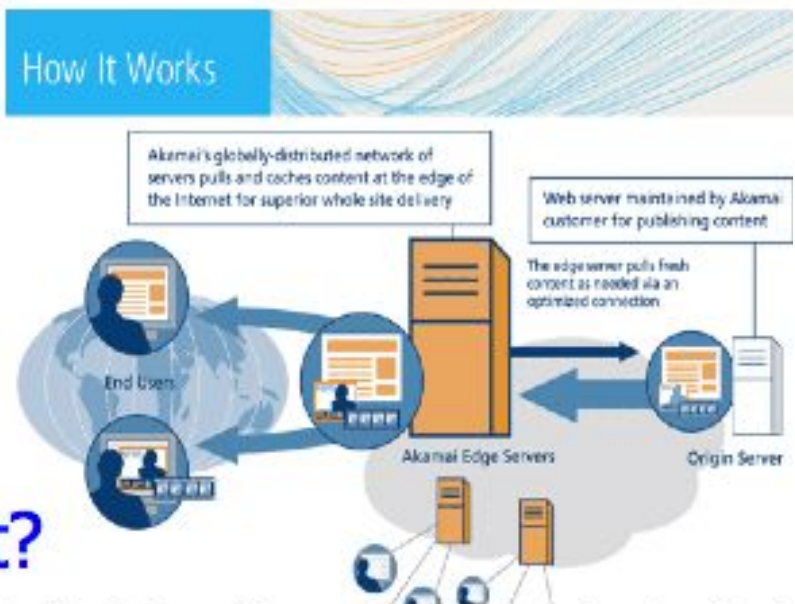 How It Works
Akamai's globally-distributed network of
servers pulls and caches content at the edge of
the Internet for superior whole site delivery
Web server maintained by Akamai
customer for publishing content
The edge server pulls fresh
content as needed via an
optimized connection
End Users
Akamai Edge Servers
Origin Server
t?